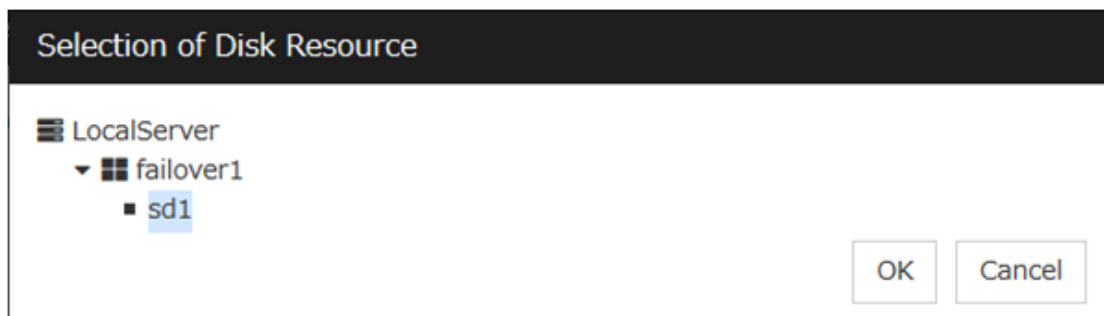 Selection of Disk Resource
LocalServer
failover1
sd1
OK Cancel